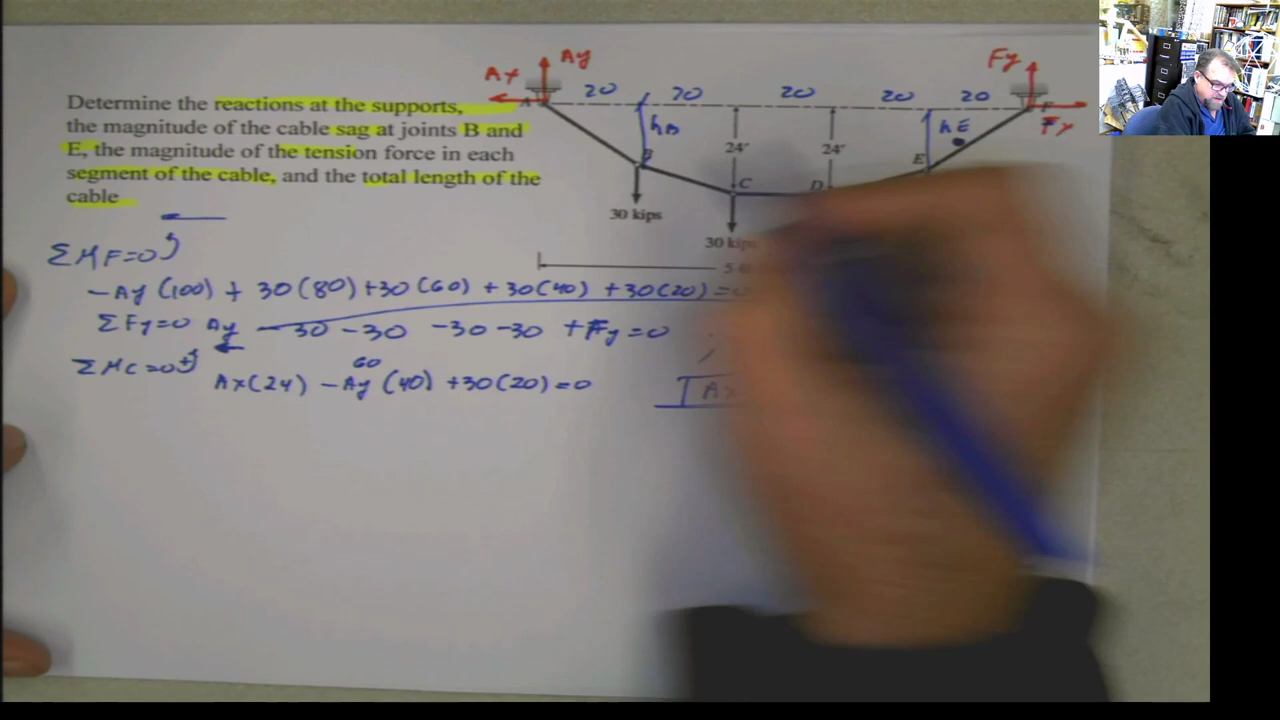 Determine the reactions at the supports,
the magnitude of the cable sag at joints B and
E, the magnitude of the tension force in each
segment of the cable, and the total length of the
cable
Ax Ay Fy
20 20 20 20 20
A F
Fx
hB hE
24' 24'
B C D E
30 kips
30 kips
5 @
ΣMF=0
-Ay (100) + 30(80) +30(60) +30(40) +30(20)=0
ΣFy=0 Ay -30 -30 -30 -30 +Fy=0
60
ΣMC=0+ Ax(24) -Ay (40) +30(20)=0
Ax